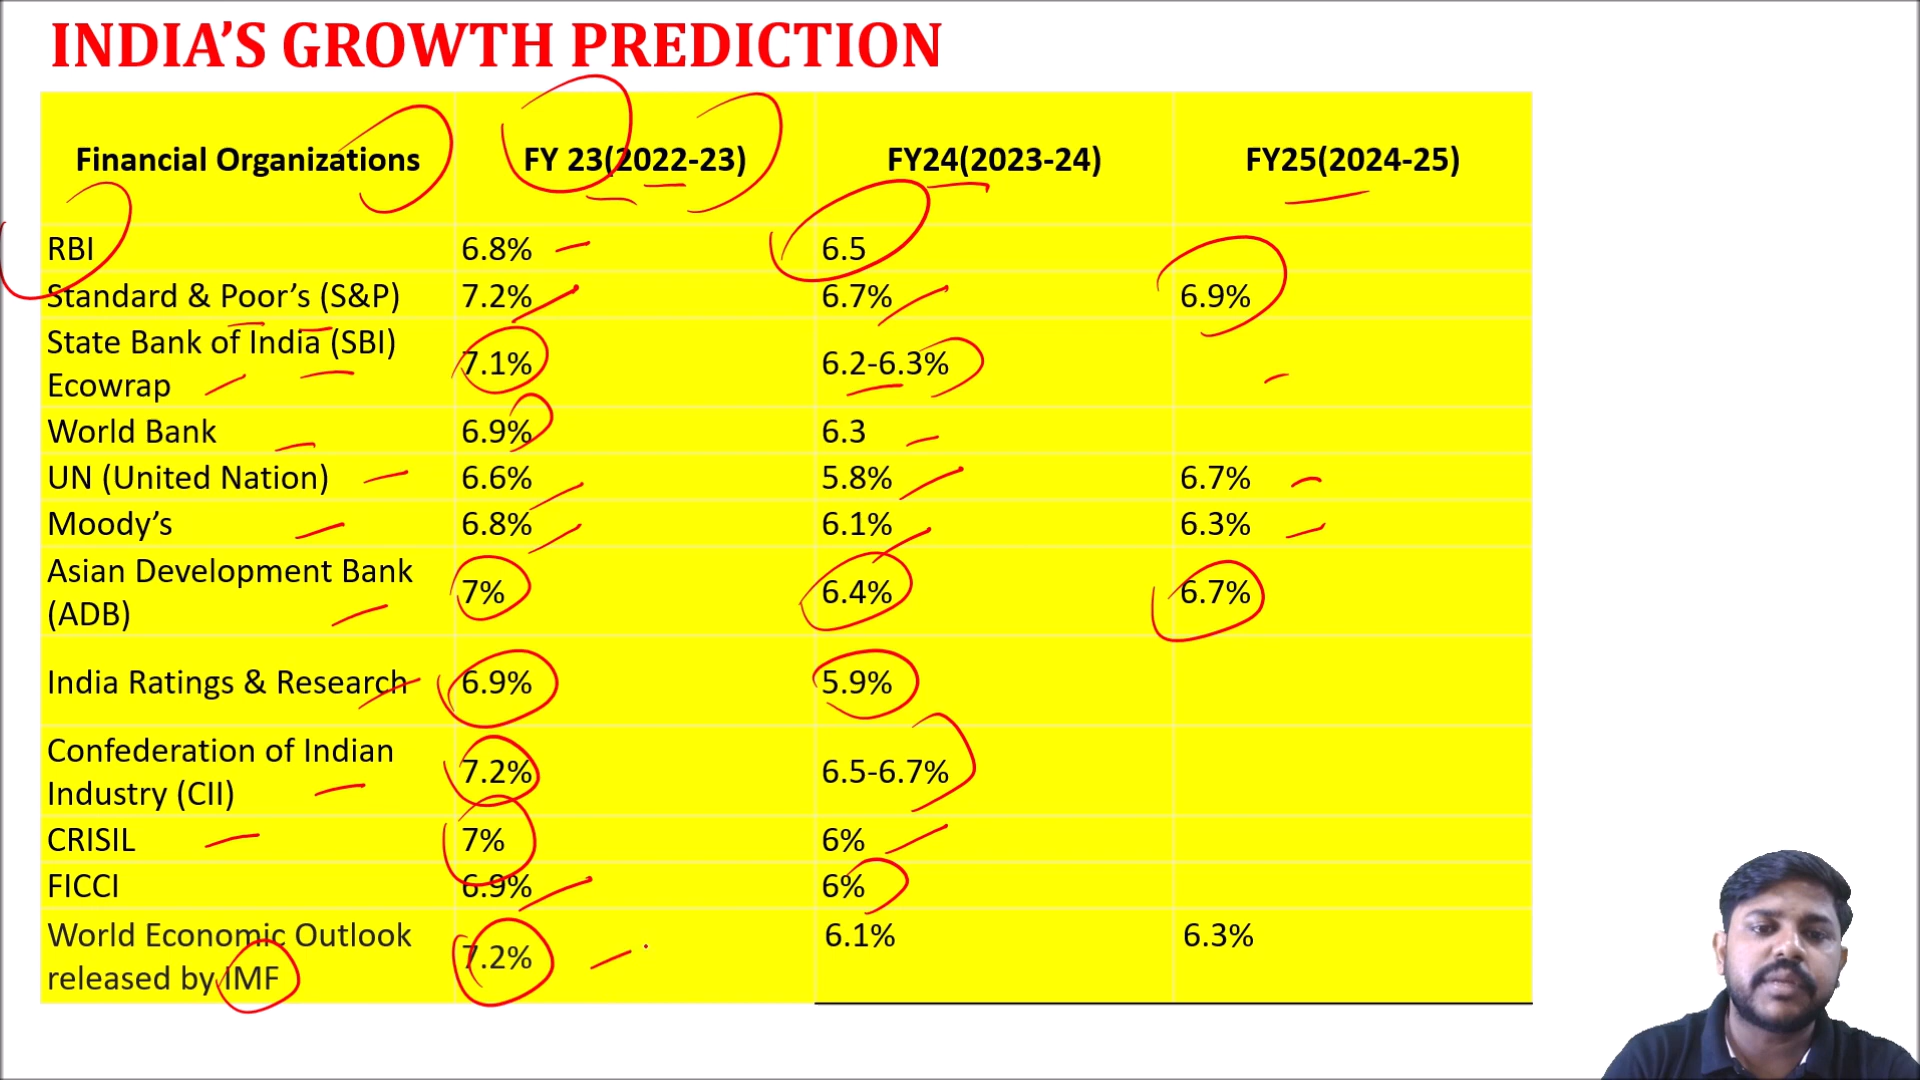 INDIA’S GROWTH PREDICTION
Financial Organizations FY 23(2022-23) FY24(2023-24) FY25(2024-25)
RBI 6.8% 6.5
Standard & Poor’s (S&P) 7.2% 6.7% 6.9%
State Bank of India (SBI)
Ecowrap 7.1% 6.2-6.3%
World Bank 6.9% 6.3
UN (United Nation) 6.6% 5.8% 6.7%
Moody’s 6.8% 6.1% 6.3%
Asian Development Bank
(ADB) 7% 6.4% 6.7%
India Ratings & Research 6.9% 5.9%
Confederation of Indian
Industry (CII) 7.2% 6.5-6.7%
CRISIL 7% 6%
FICCI 6.9% 6%
World Economic Outlook 6.1% 6.3%
released by IMF 7.2%